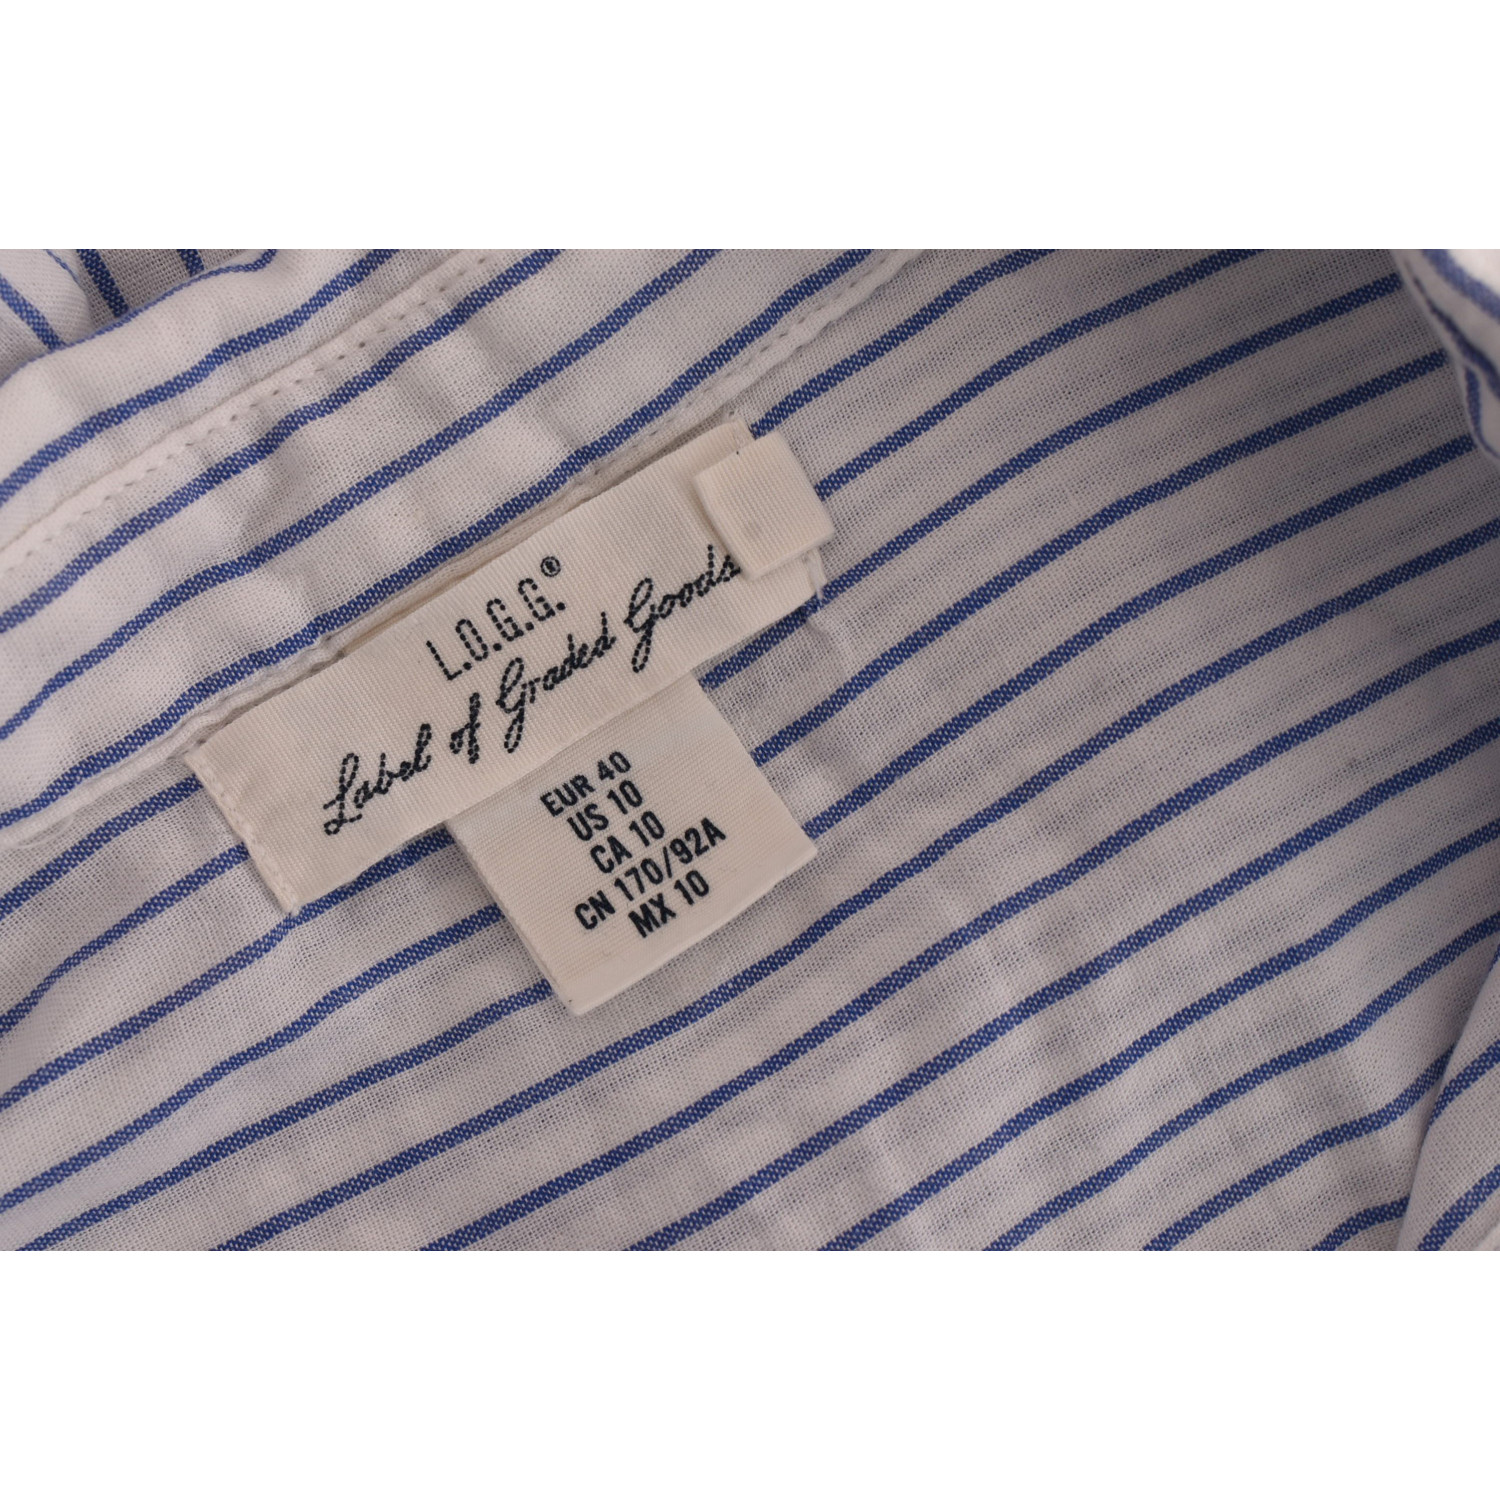 L.O.G.G.®
Label of Graded Goods
EUR 40
US 10
CA 10
CN 170/92A
MX 10